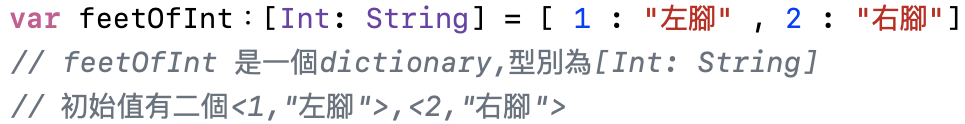 var feetOfInt：[Int: String] = [ 1 : "左腳" , 2 : "右腳"]
// feetOfInt 是一個dictionary,型別為[Int: String]
// 初始值有二個<1,"左腳">,<2,"右腳">